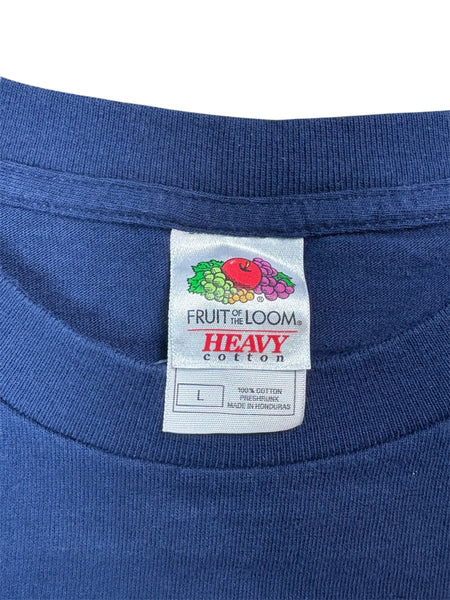 FRUIT OF THE LOOM®
HEAVY
cotton
L
100% COTTON
PRESHRUNK
MADE IN HONDURAS